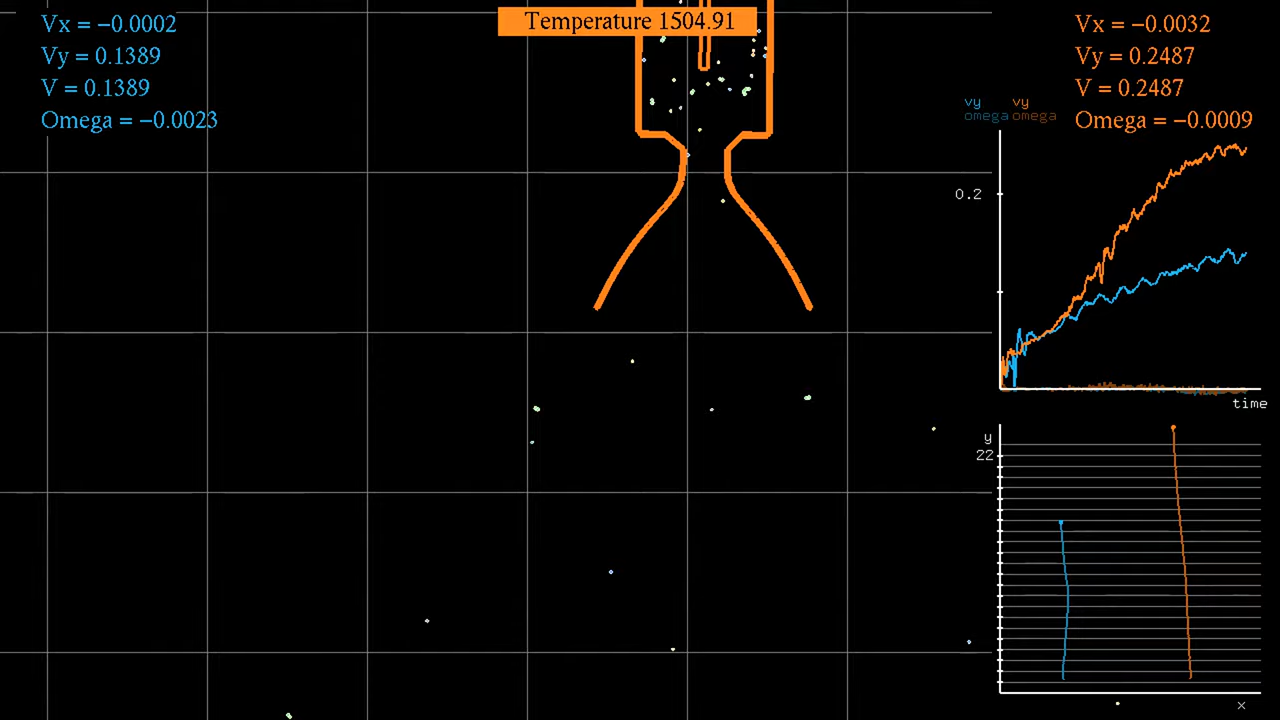 Vx = −0.0002
Vy = 0.1389
V = 0.1389
Omega = −0.0023
Temperature 1504.91
Vx = −0.0032
Vy = 0.2487
V = 0.2487
Omega = −0.0009
vy vy
omega omega
0.2
time
y
22
x